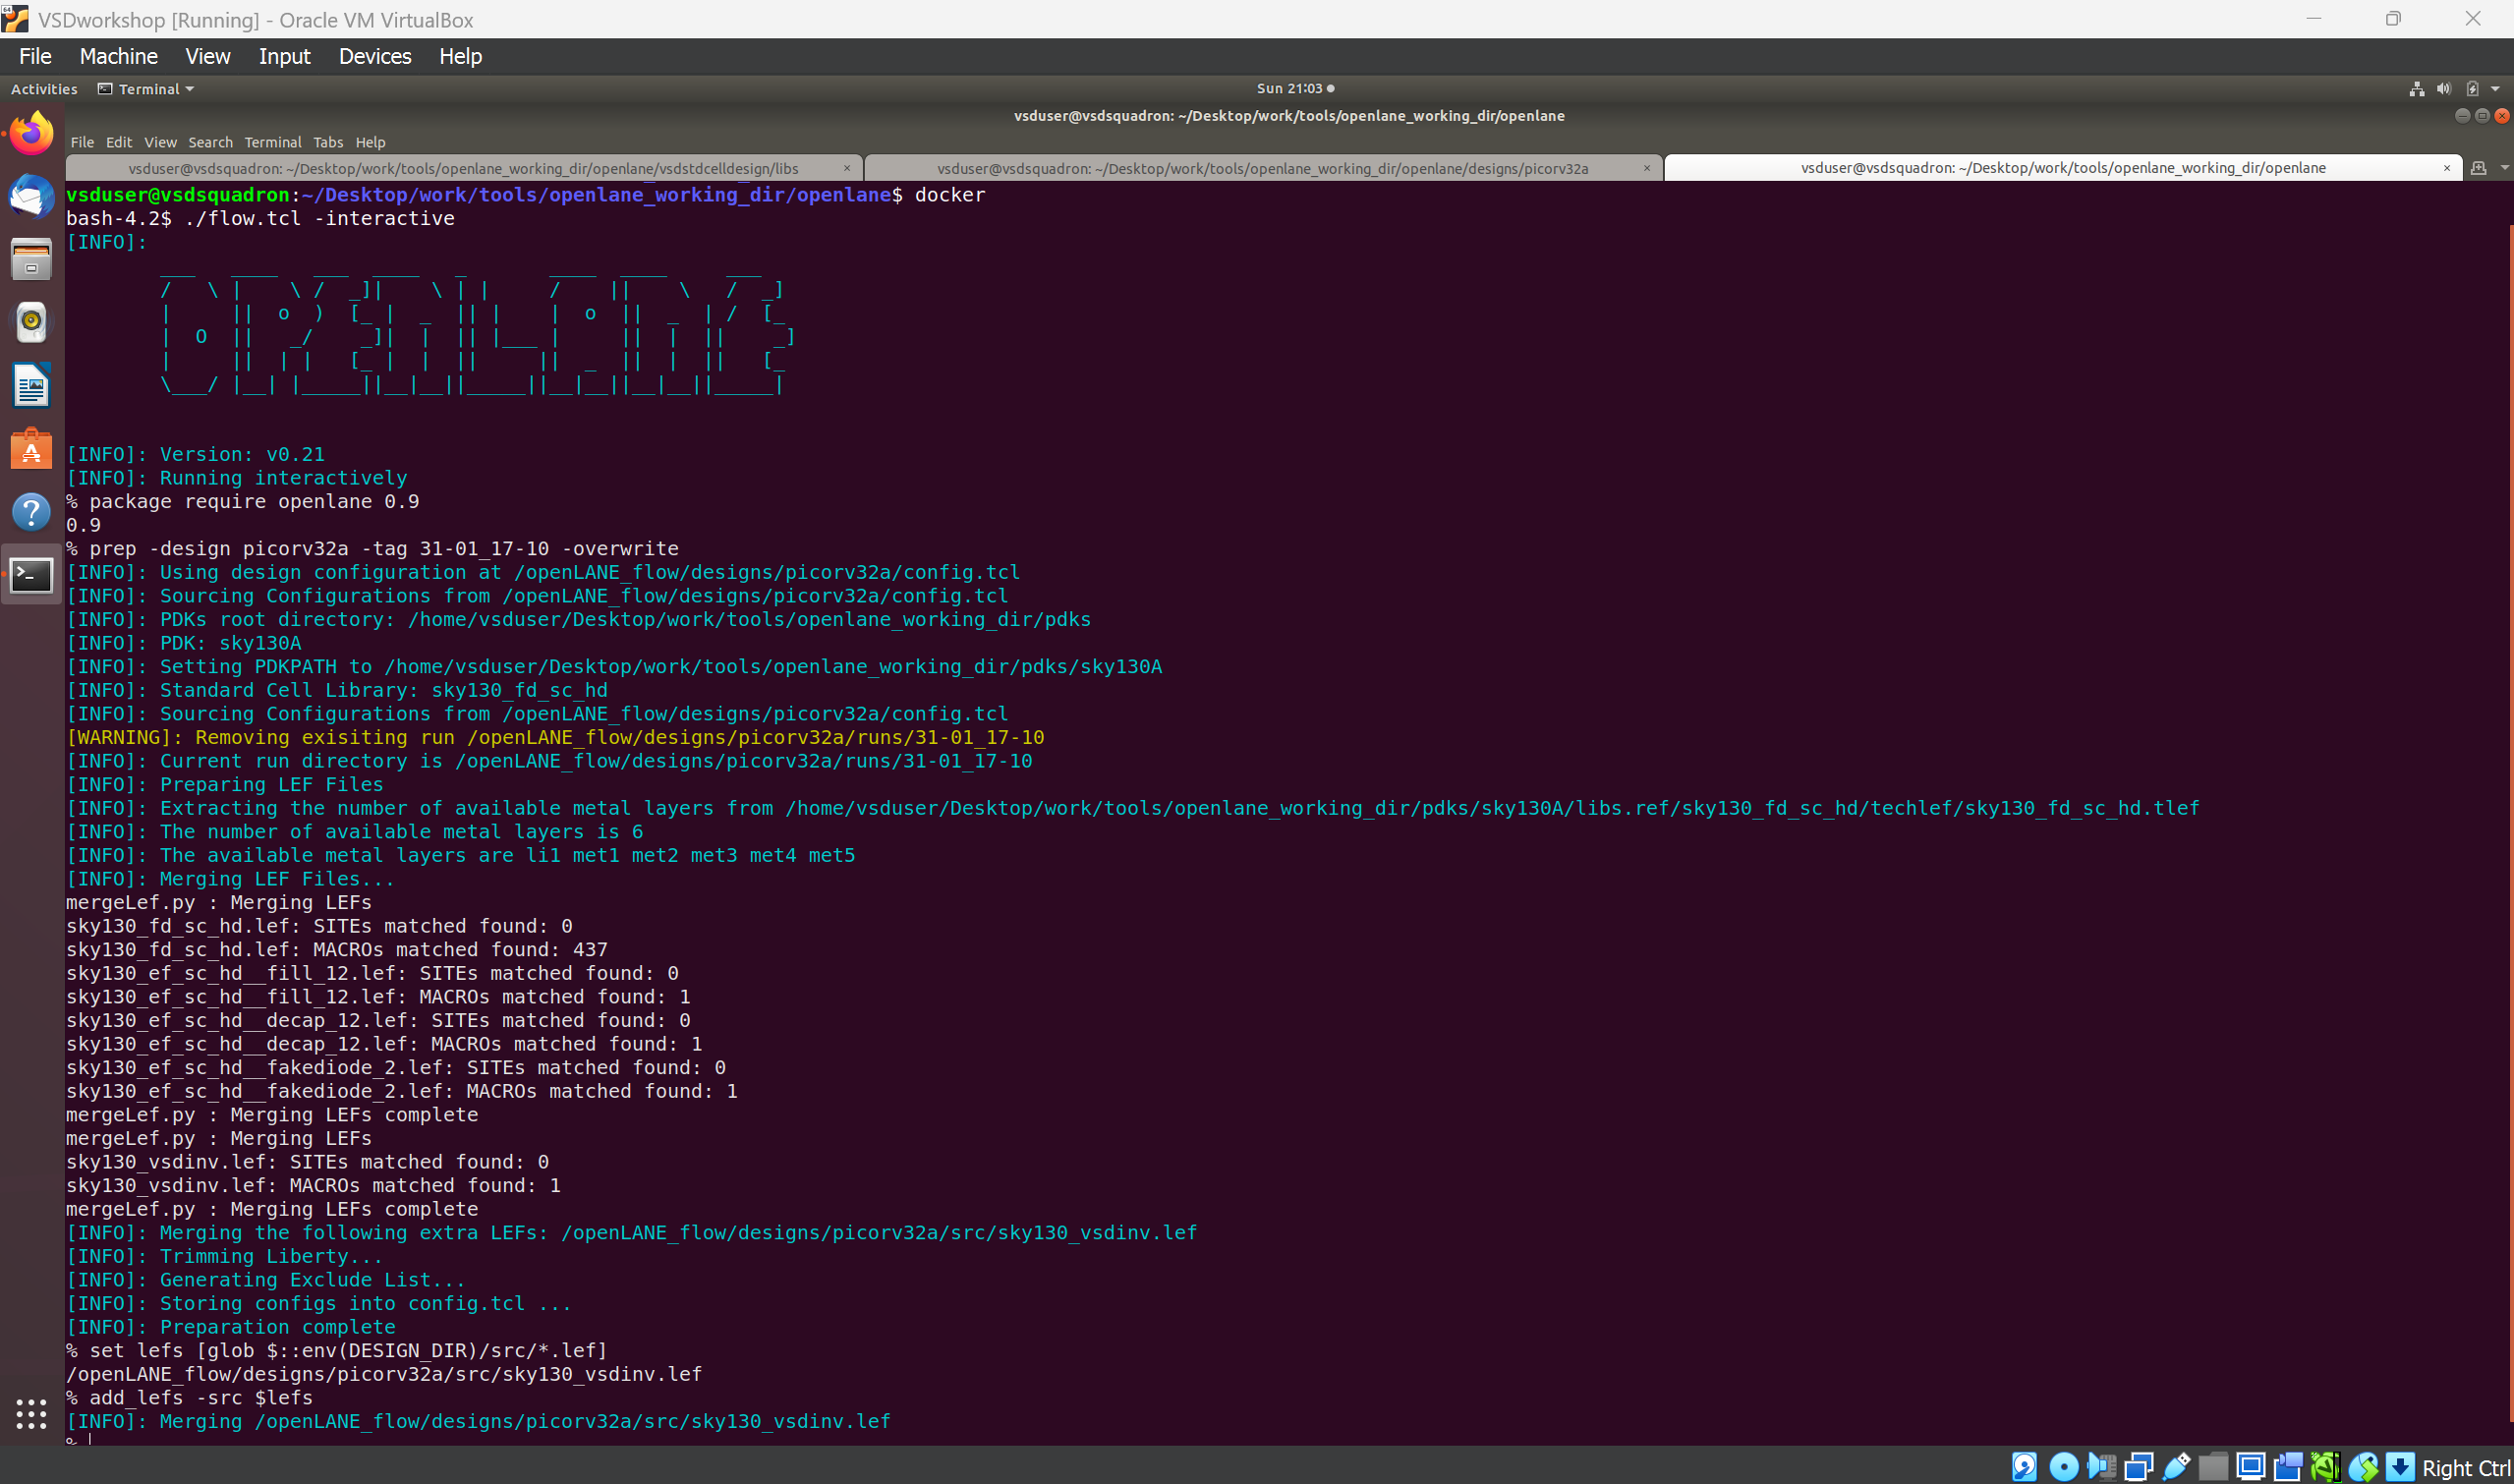 VSDworkshop [Running] - Oracle VM VirtualBox
File Machine View Input Devices Help
Activities Terminal Sun 21:03
vsduser@vsdsquadron: ~/Desktop/work/tools/openlane_working_dir/openlane
File Edit View Search Terminal Tabs Help
vsduser@vsdsquadron: ~/Desktop/work/tools/openlane_working_dir/openlane/vsdstdcelldesign/libs × vsduser@vsdsquadron: ~/Desktop/work/tools/openlane_working_dir/openlane/designs/picorv32a × vsduser@vsdsquadron: ~/Desktop/work/tools/openlane_working_dir/openlane ×
vsduser@vsdsquadron:~/Desktop/work/tools/openlane_working_dir/openlane$ docker
bash-4.2$ ./flow.tcl -interactive
[INFO]:
OPENLANE
[INFO]: Version: v0.21
[INFO]: Running interactively
% package require openlane 0.9
0.9
% prep -design picorv32a -tag 31-01_17-10 -overwrite
[INFO]: Using design configuration at /openLANE_flow/designs/picorv32a/config.tcl
[INFO]: Sourcing Configurations from /openLANE_flow/designs/picorv32a/config.tcl
[INFO]: PDKs root directory: /home/vsduser/Desktop/work/tools/openlane_working_dir/pdks
[INFO]: PDK: sky130A
[INFO]: Setting PDKPATH to /home/vsduser/Desktop/work/tools/openlane_working_dir/pdks/sky130A
[INFO]: Standard Cell Library: sky130_fd_sc_hd
[INFO]: Sourcing Configurations from /openLANE_flow/designs/picorv32a/config.tcl
[WARNING]: Removing exisiting run /openLANE_flow/designs/picorv32a/runs/31-01_17-10
[INFO]: Current run directory is /openLANE_flow/designs/picorv32a/runs/31-01_17-10
[INFO]: Preparing LEF Files
[INFO]: Extracting the number of available metal layers from /home/vsduser/Desktop/work/tools/openlane_working_dir/pdks/sky130A/libs.ref/sky130_fd_sc_hd/techlef/sky130_fd_sc_hd.tlef
[INFO]: The number of available metal layers is 6
[INFO]: The available metal layers are li1 met1 met2 met3 met4 met5
[INFO]: Merging LEF Files...
mergeLef.py : Merging LEFs
sky130_fd_sc_hd.lef: SITEs matched found: 0
sky130_fd_sc_hd.lef: MACROs matched found: 437
sky130_ef_sc_hd__fill_12.lef: SITEs matched found: 0
sky130_ef_sc_hd__fill_12.lef: MACROs matched found: 1
sky130_ef_sc_hd__decap_12.lef: SITEs matched found: 0
sky130_ef_sc_hd__decap_12.lef: MACROs matched found: 1
sky130_ef_sc_hd__fakediode_2.lef: SITEs matched found: 0
sky130_ef_sc_hd__fakediode_2.lef: MACROs matched found: 1
mergeLef.py : Merging LEFs complete
mergeLef.py : Merging LEFs
sky130_vsdinv.lef: SITEs matched found: 0
sky130_vsdinv.lef: MACROs matched found: 1
mergeLef.py : Merging LEFs complete
[INFO]: Merging the following extra LEFs: /openLANE_flow/designs/picorv32a/src/sky130_vsdinv.lef
[INFO]: Trimming Liberty...
[INFO]: Generating Exclude List...
[INFO]: Storing configs into config.tcl ...
[INFO]: Preparation complete
% set lefs [glob $::env(DESIGN_DIR)/src/*.lef]
/openLANE_flow/designs/picorv32a/src/sky130_vsdinv.lef
% add_lefs -src $lefs
[INFO]: Merging /openLANE_flow/designs/picorv32a/src/sky130_vsdinv.lef
%
Right Ctrl